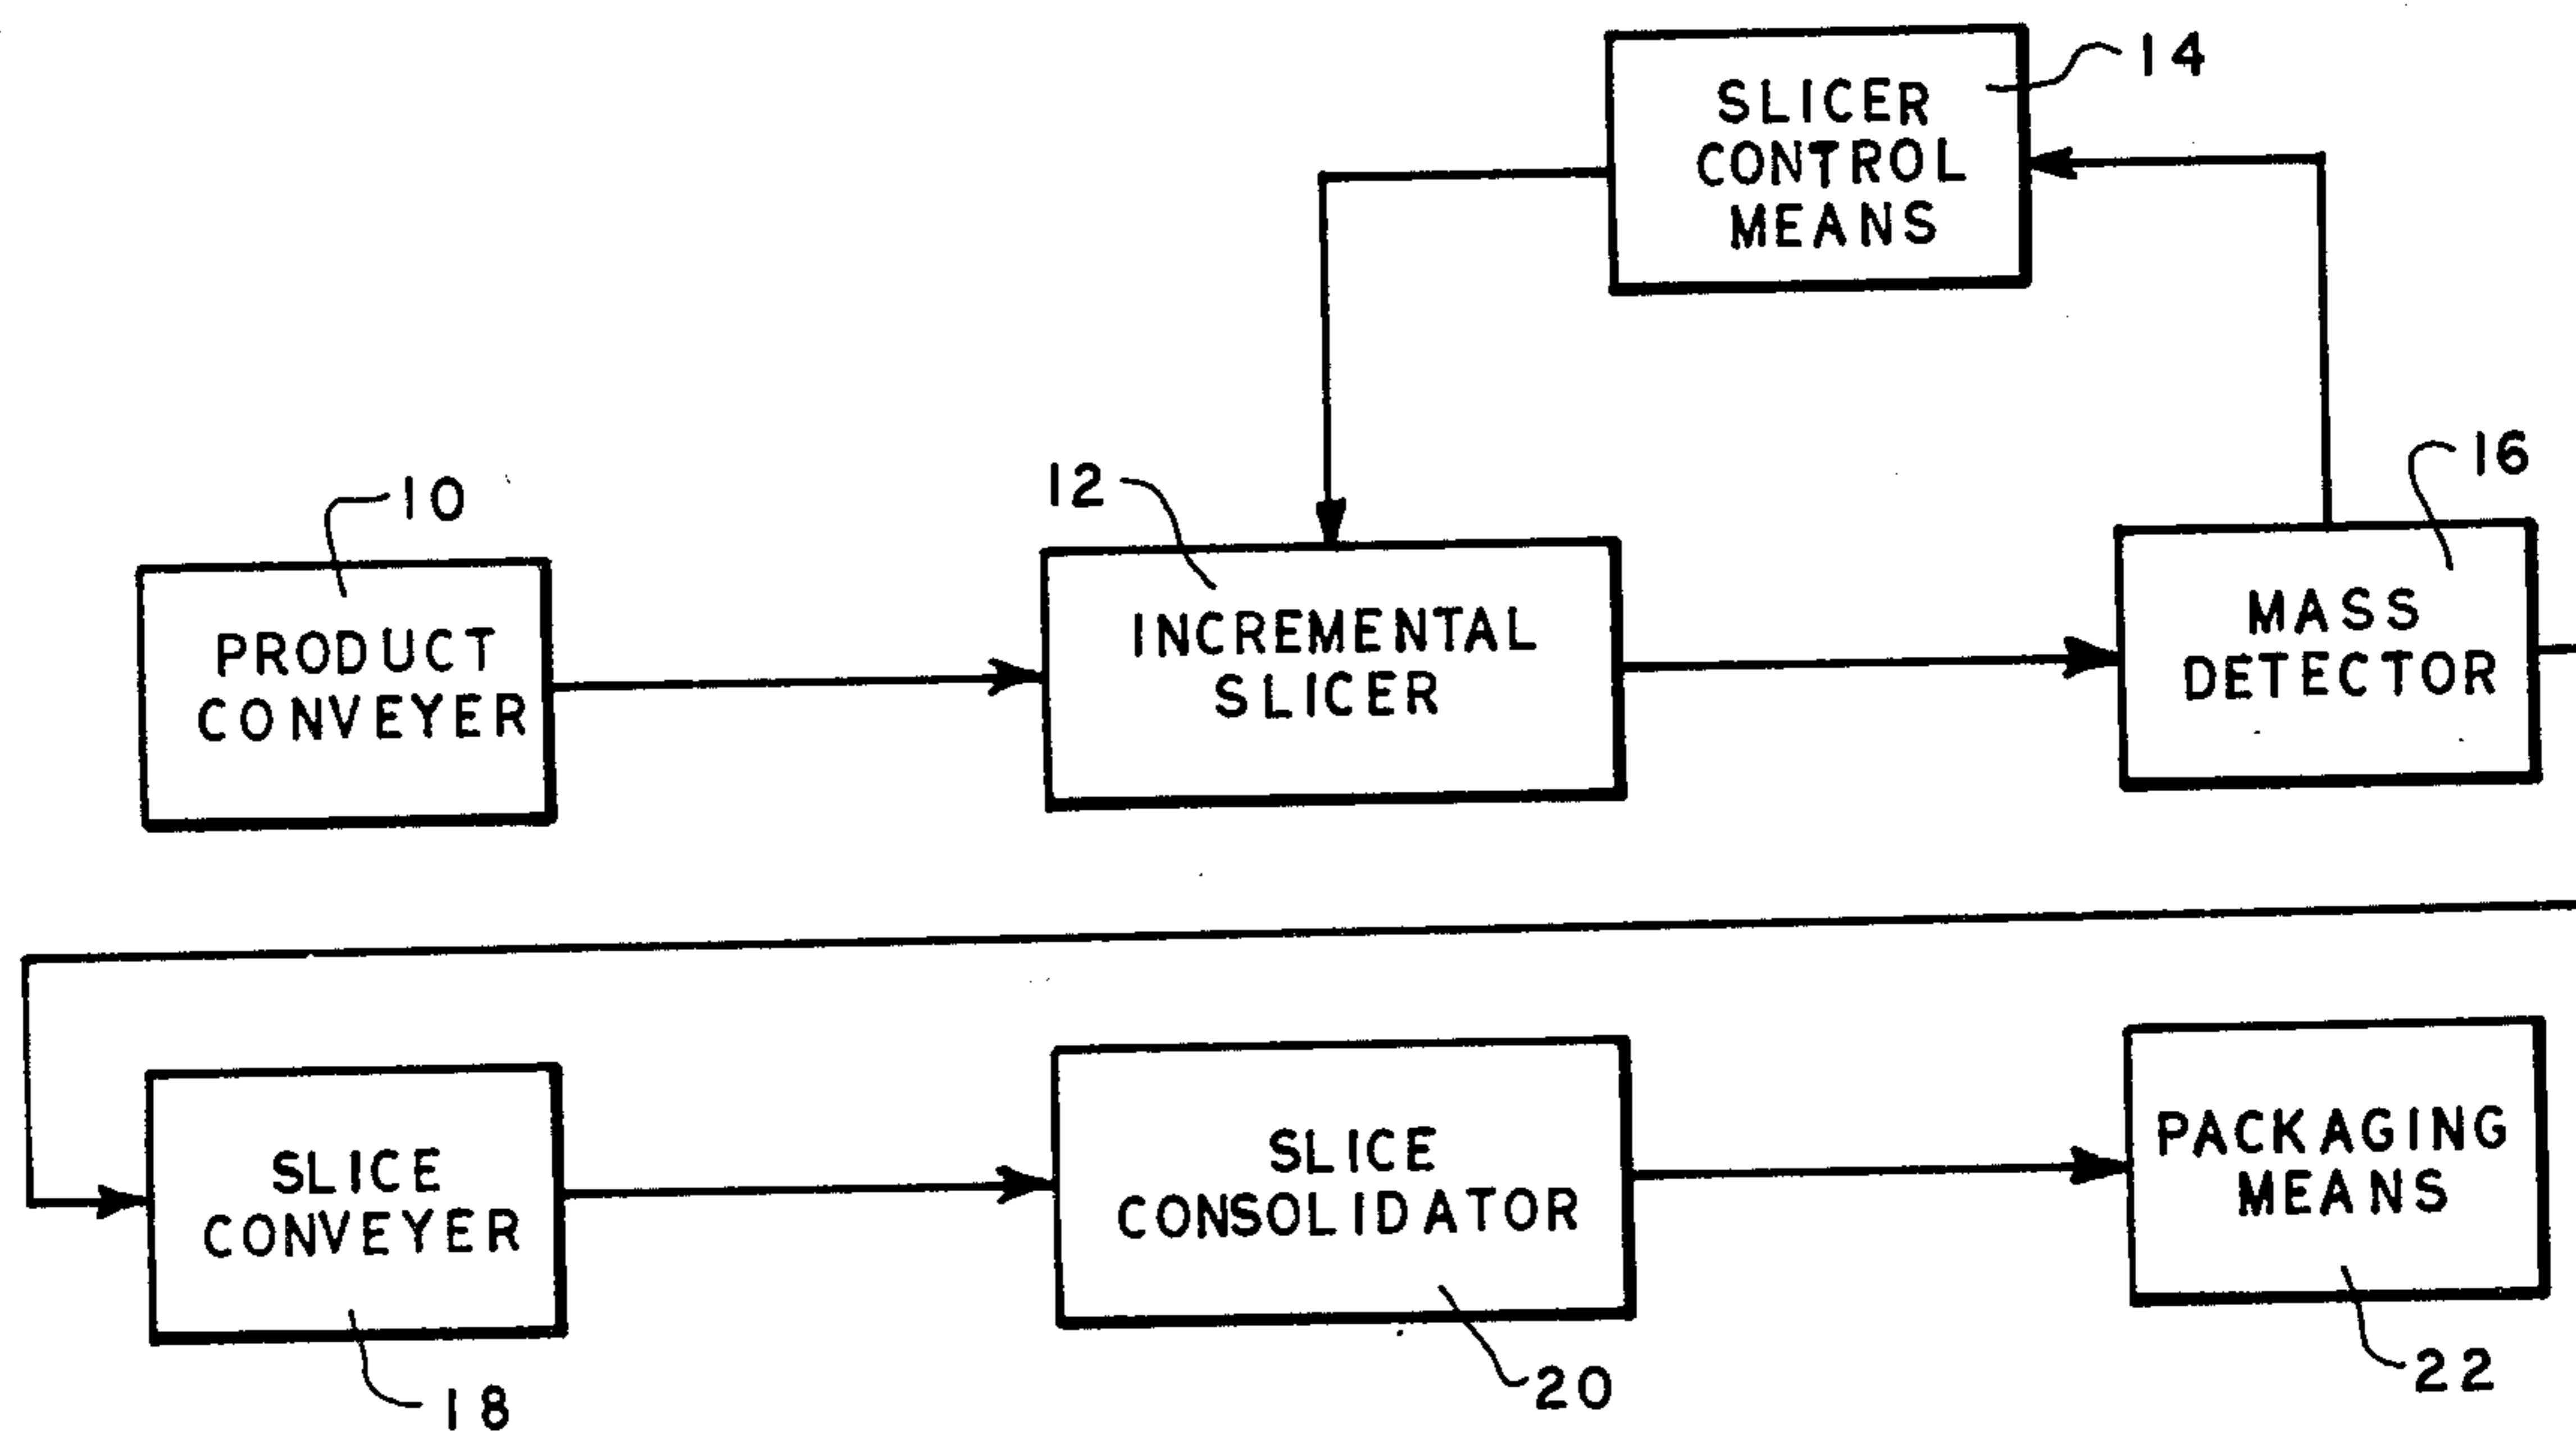 14
SLICER
CONTROL
MEANS
10
12
16
PRODUCT
CONVEYER
INCREMENTAL
SLICER
MASS
DETECTOR
SLICE
CONVEYER
SLICE
CONSOLIDATOR
PACKAGING
MEANS
18
20
22